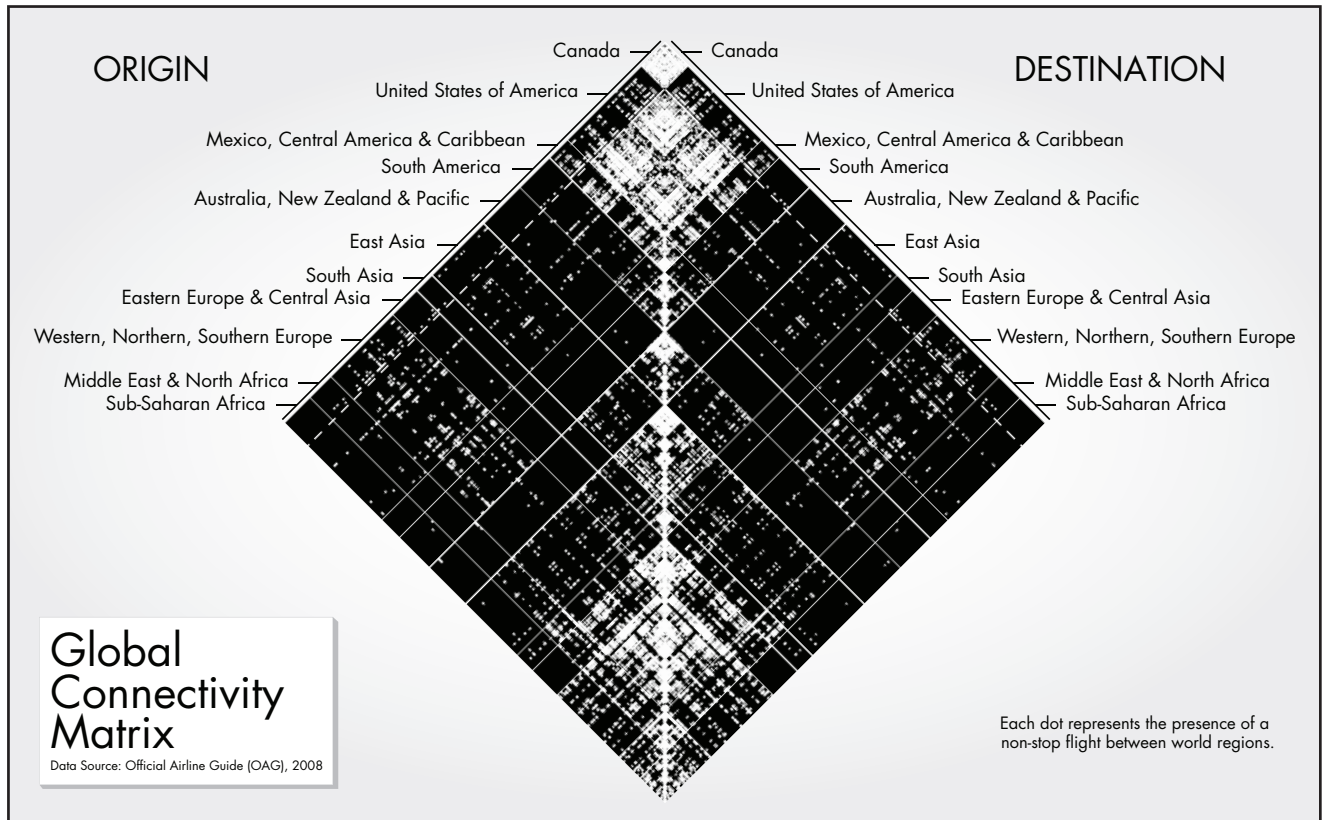 ORIGIN
DESTINATION
Canada
Canada
United States of America
United States of America
Mexico, Central America & Caribbean
Mexico, Central America & Caribbean
South America
South America
Australia, New Zealand & Pacific
Australia, New Zealand & Pacific
East Asia
East Asia
South Asia
South Asia
Eastern Europe & Central Asia
Eastern Europe & Central Asia
Western, Northern, Southern Europe
Western, Northern, Southern Europe
Middle East & North Africa
Middle East & North Africa
Sub-Saharan Africa
Sub-Saharan Africa
Global
Connectivity
Matrix
Data Source: Official Airline Guide (OAG), 2008
Each dot represents the presence of a
non-stop flight between world regions.